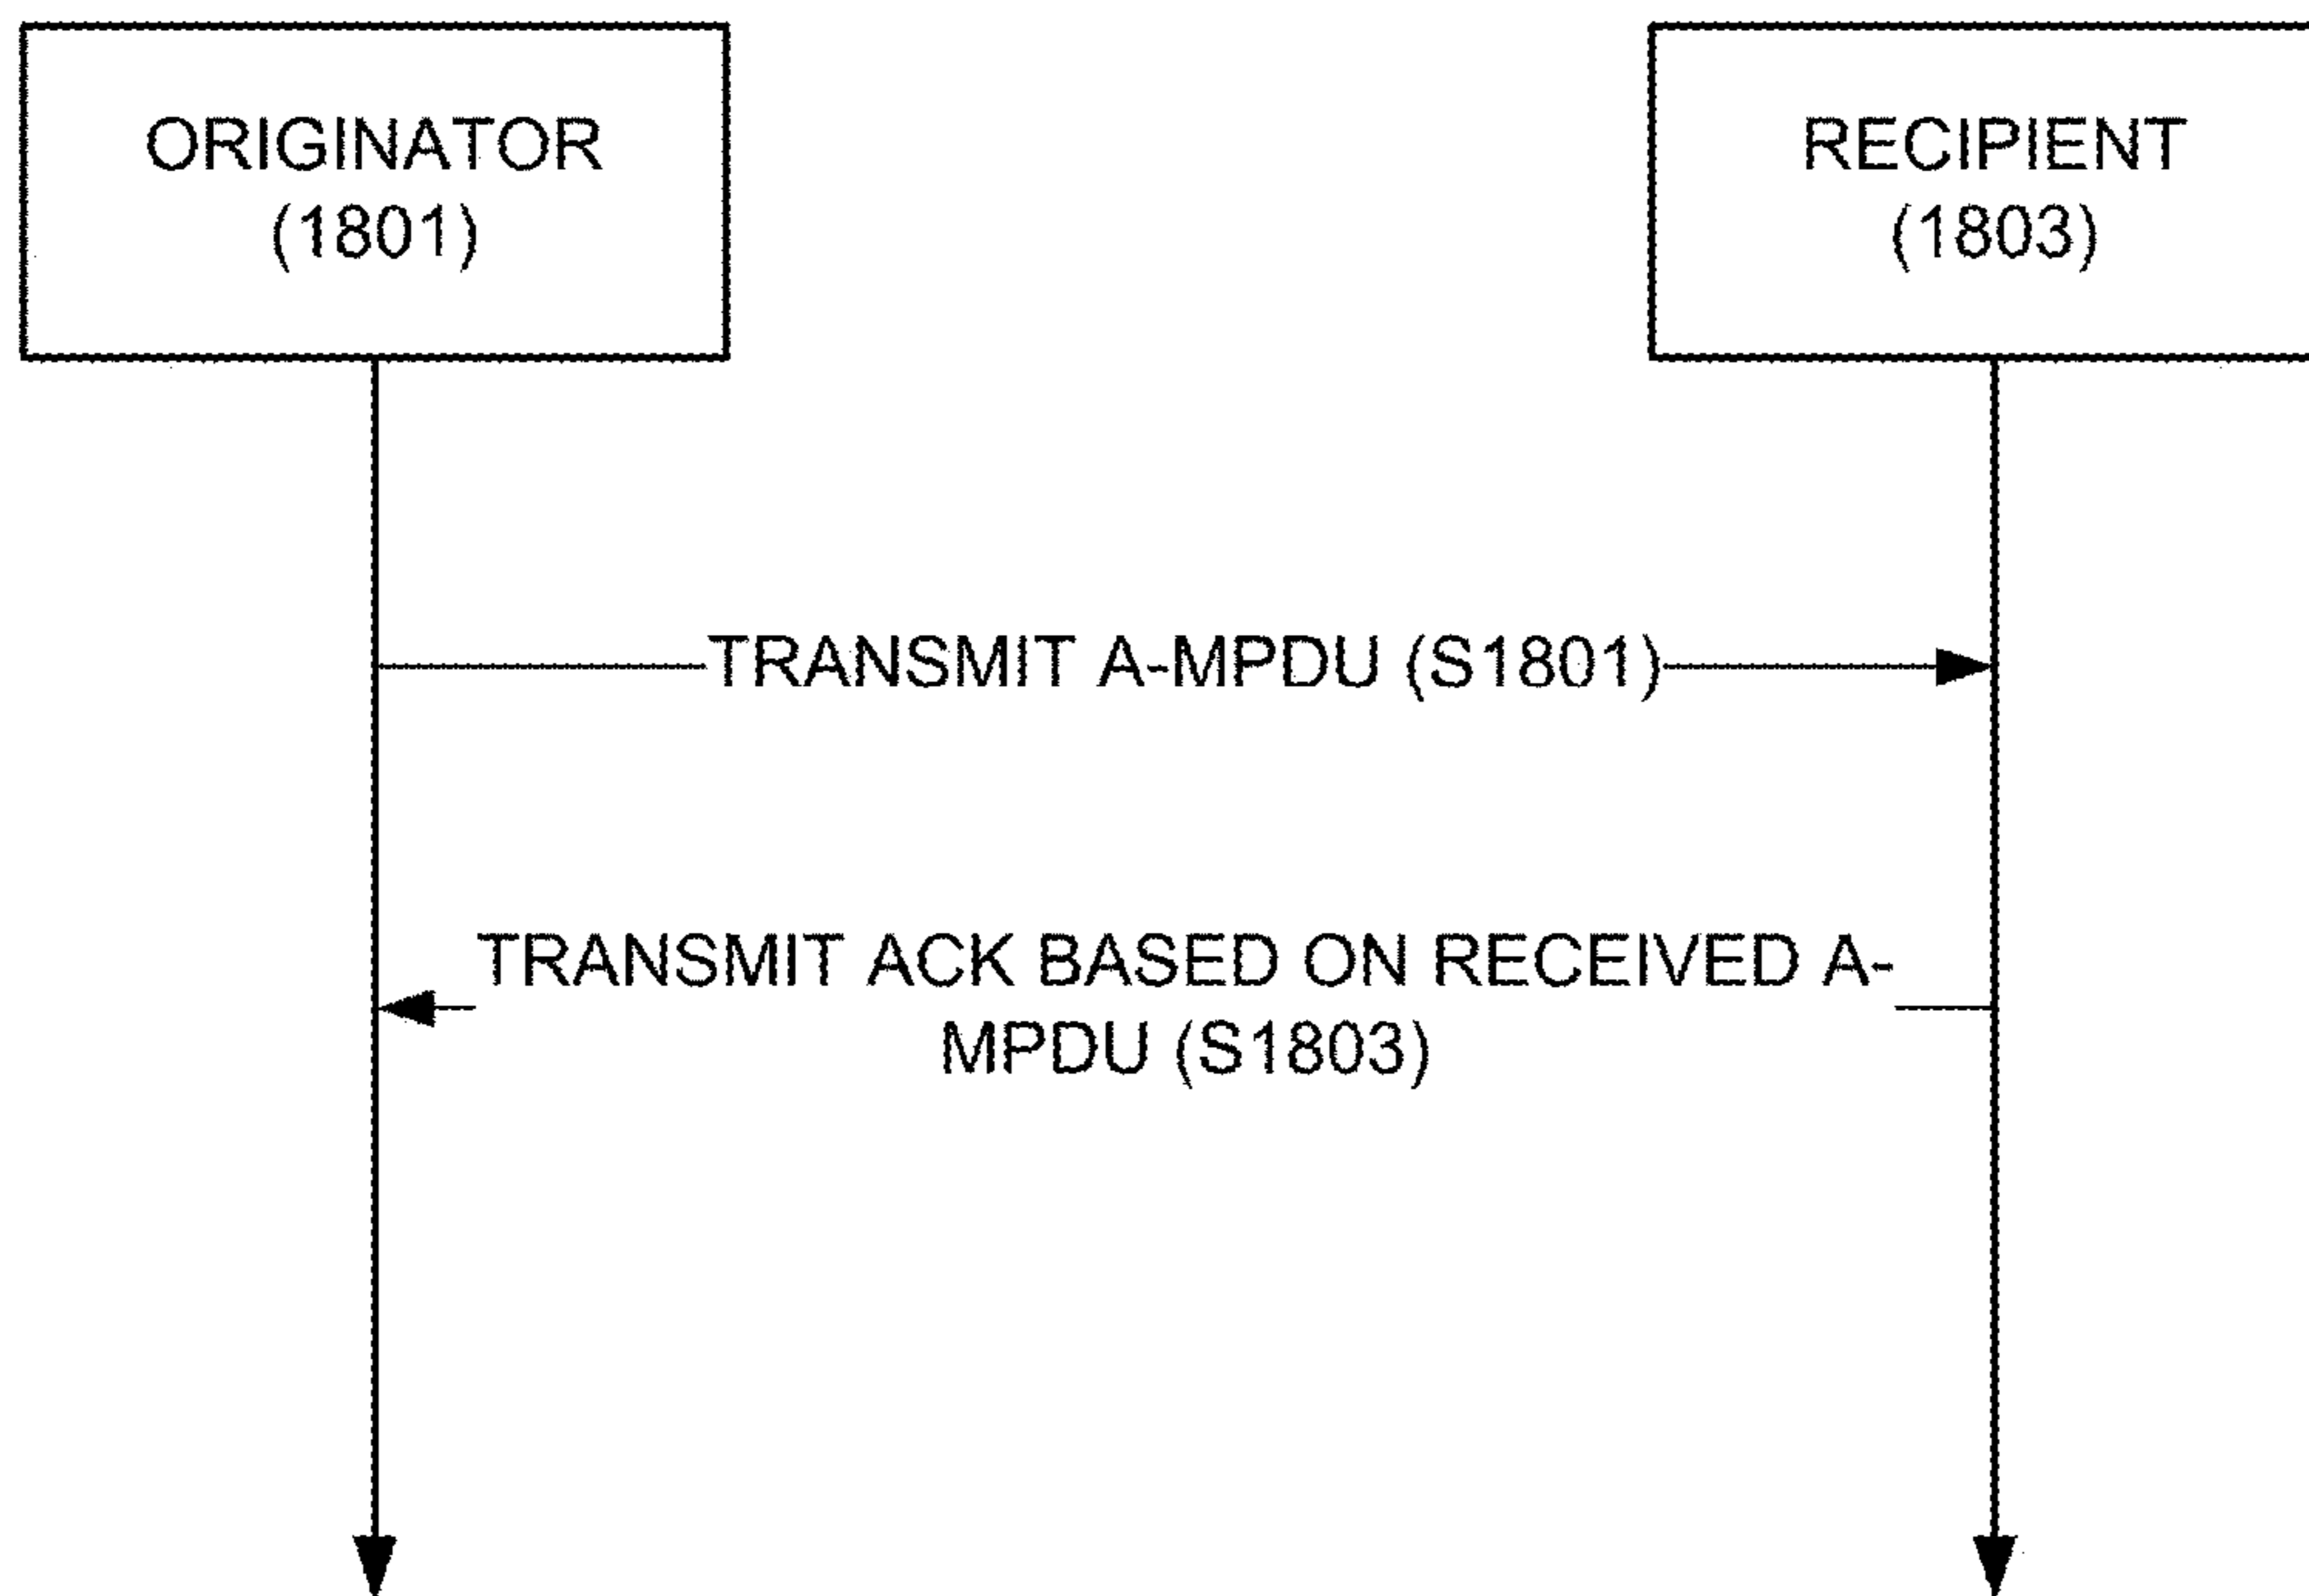 ORIGINATOR
(1801)
RECIPIENT
(1803)
TRANSMIT A-MPDU (S1801)
TRANSMIT ACK BASED ON RECEIVED A-
MPDU (S1803)